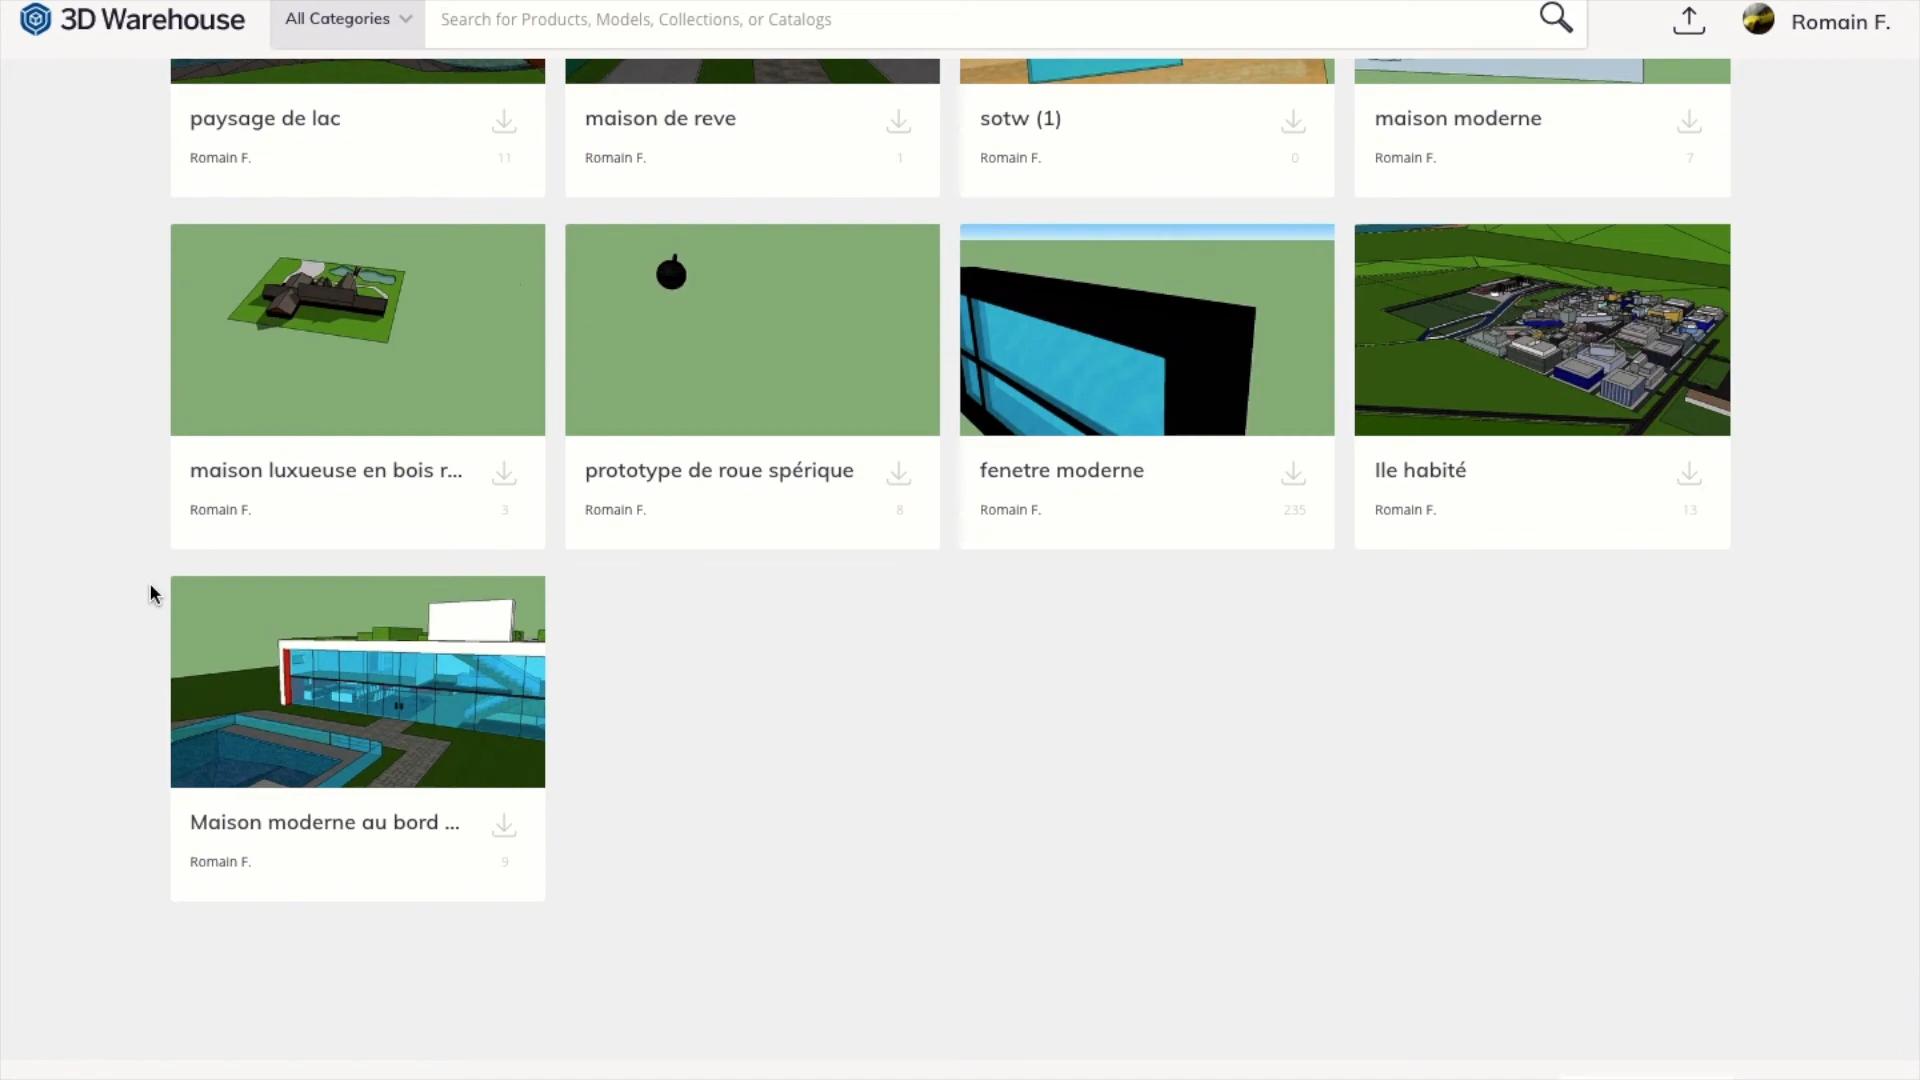 3D Warehouse
All Categories
Search for Products, Models, Collections, or Catalogs
Romain F.
paysage de lac
Romain F.
11
maison de reve
Romain F.
1
sotw (1)
Romain F.
0
maison moderne
Romain F.
7
maison luxueuse en bois r...
Romain F.
3
prototype de roue spérique
Romain F.
8
fenetre moderne
Romain F.
235
Ile habité
Romain F.
13
Maison moderne au bord ...
Romain F.
9